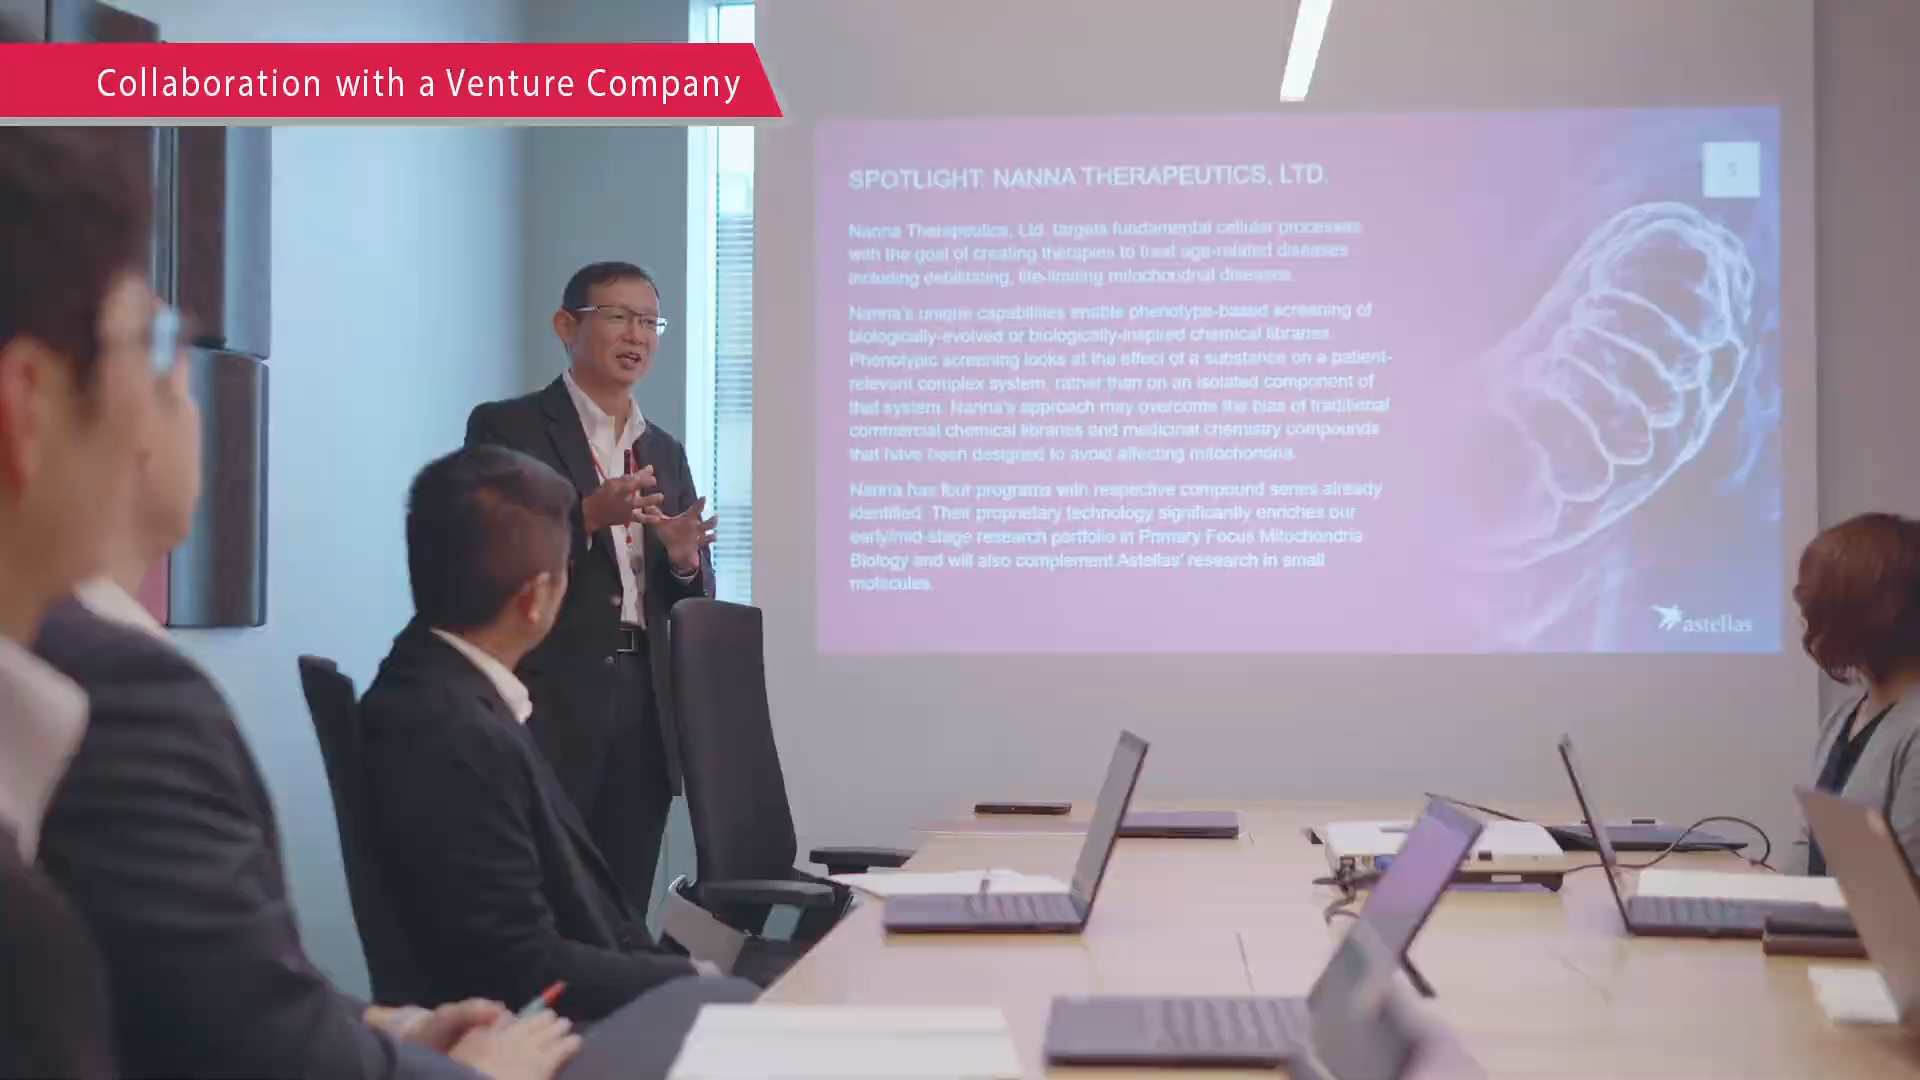 Collaboration with a Venture Company
SPOTLIGHT: NANNA THERAPEUTICS, LTD.
Nanna Therapeutics, Ltd. targets fundamental cellular processes
with the goal of creating therapies to treat age-related diseases
including debilitating, life-limiting mitochondrial diseases.
Nanna's unique capabilities enable phenotype-based screening of
biologically-evolved or biologically-inspired chemical libraries.
Phenotypic screening looks at the effect of a substance on a patient-
relevant complex system, rather than on an isolated component of
that system. Nanna's approach may overcome the bias of traditional
commercial chemical libraries and medicinal chemistry compounds
that have been designed to avoid affecting mitochondria.
Nanna has four programs with respective compound series already
identified. Their proprietary technology significantly enriches our
early/mid-stage research portfolio in Primary Focus Mitochondria
Biology and will also complement Astellas' research in small
molecules.
astellas